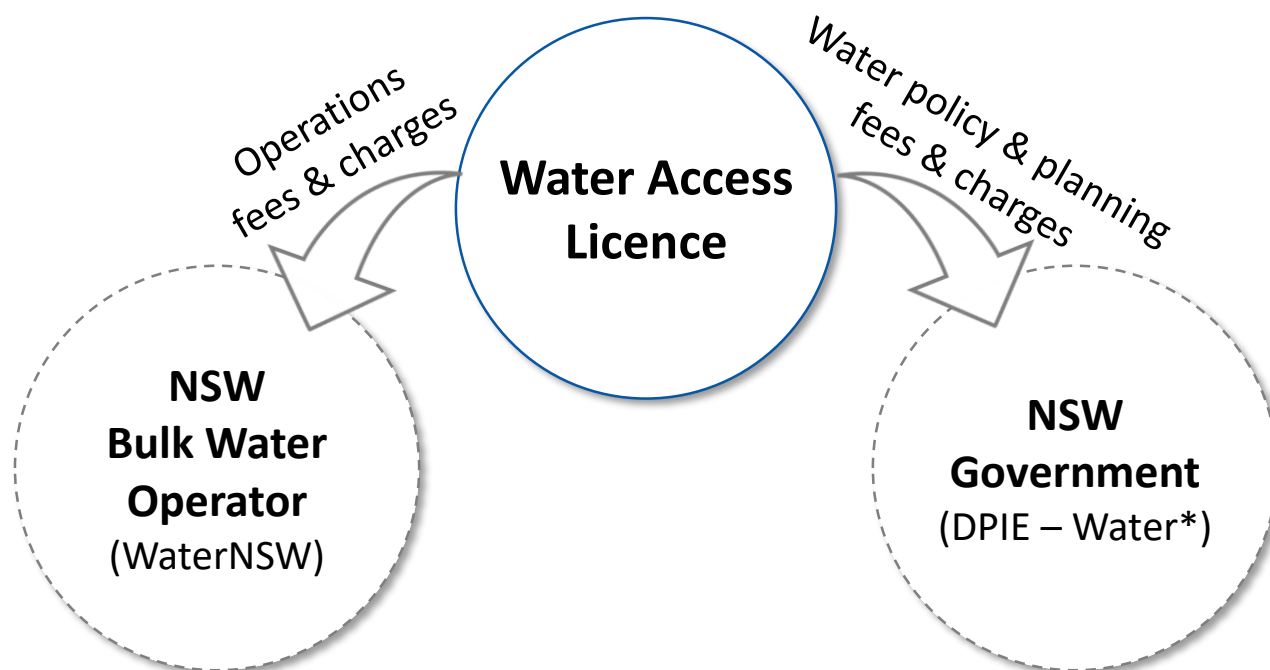 Operations
fees & charges
Water policy & planning
fees & charges
Water Access
Licence
NSW
Bulk Water
Operator
(WaterNSW)
NSW
Government
(DPIE – Water*)